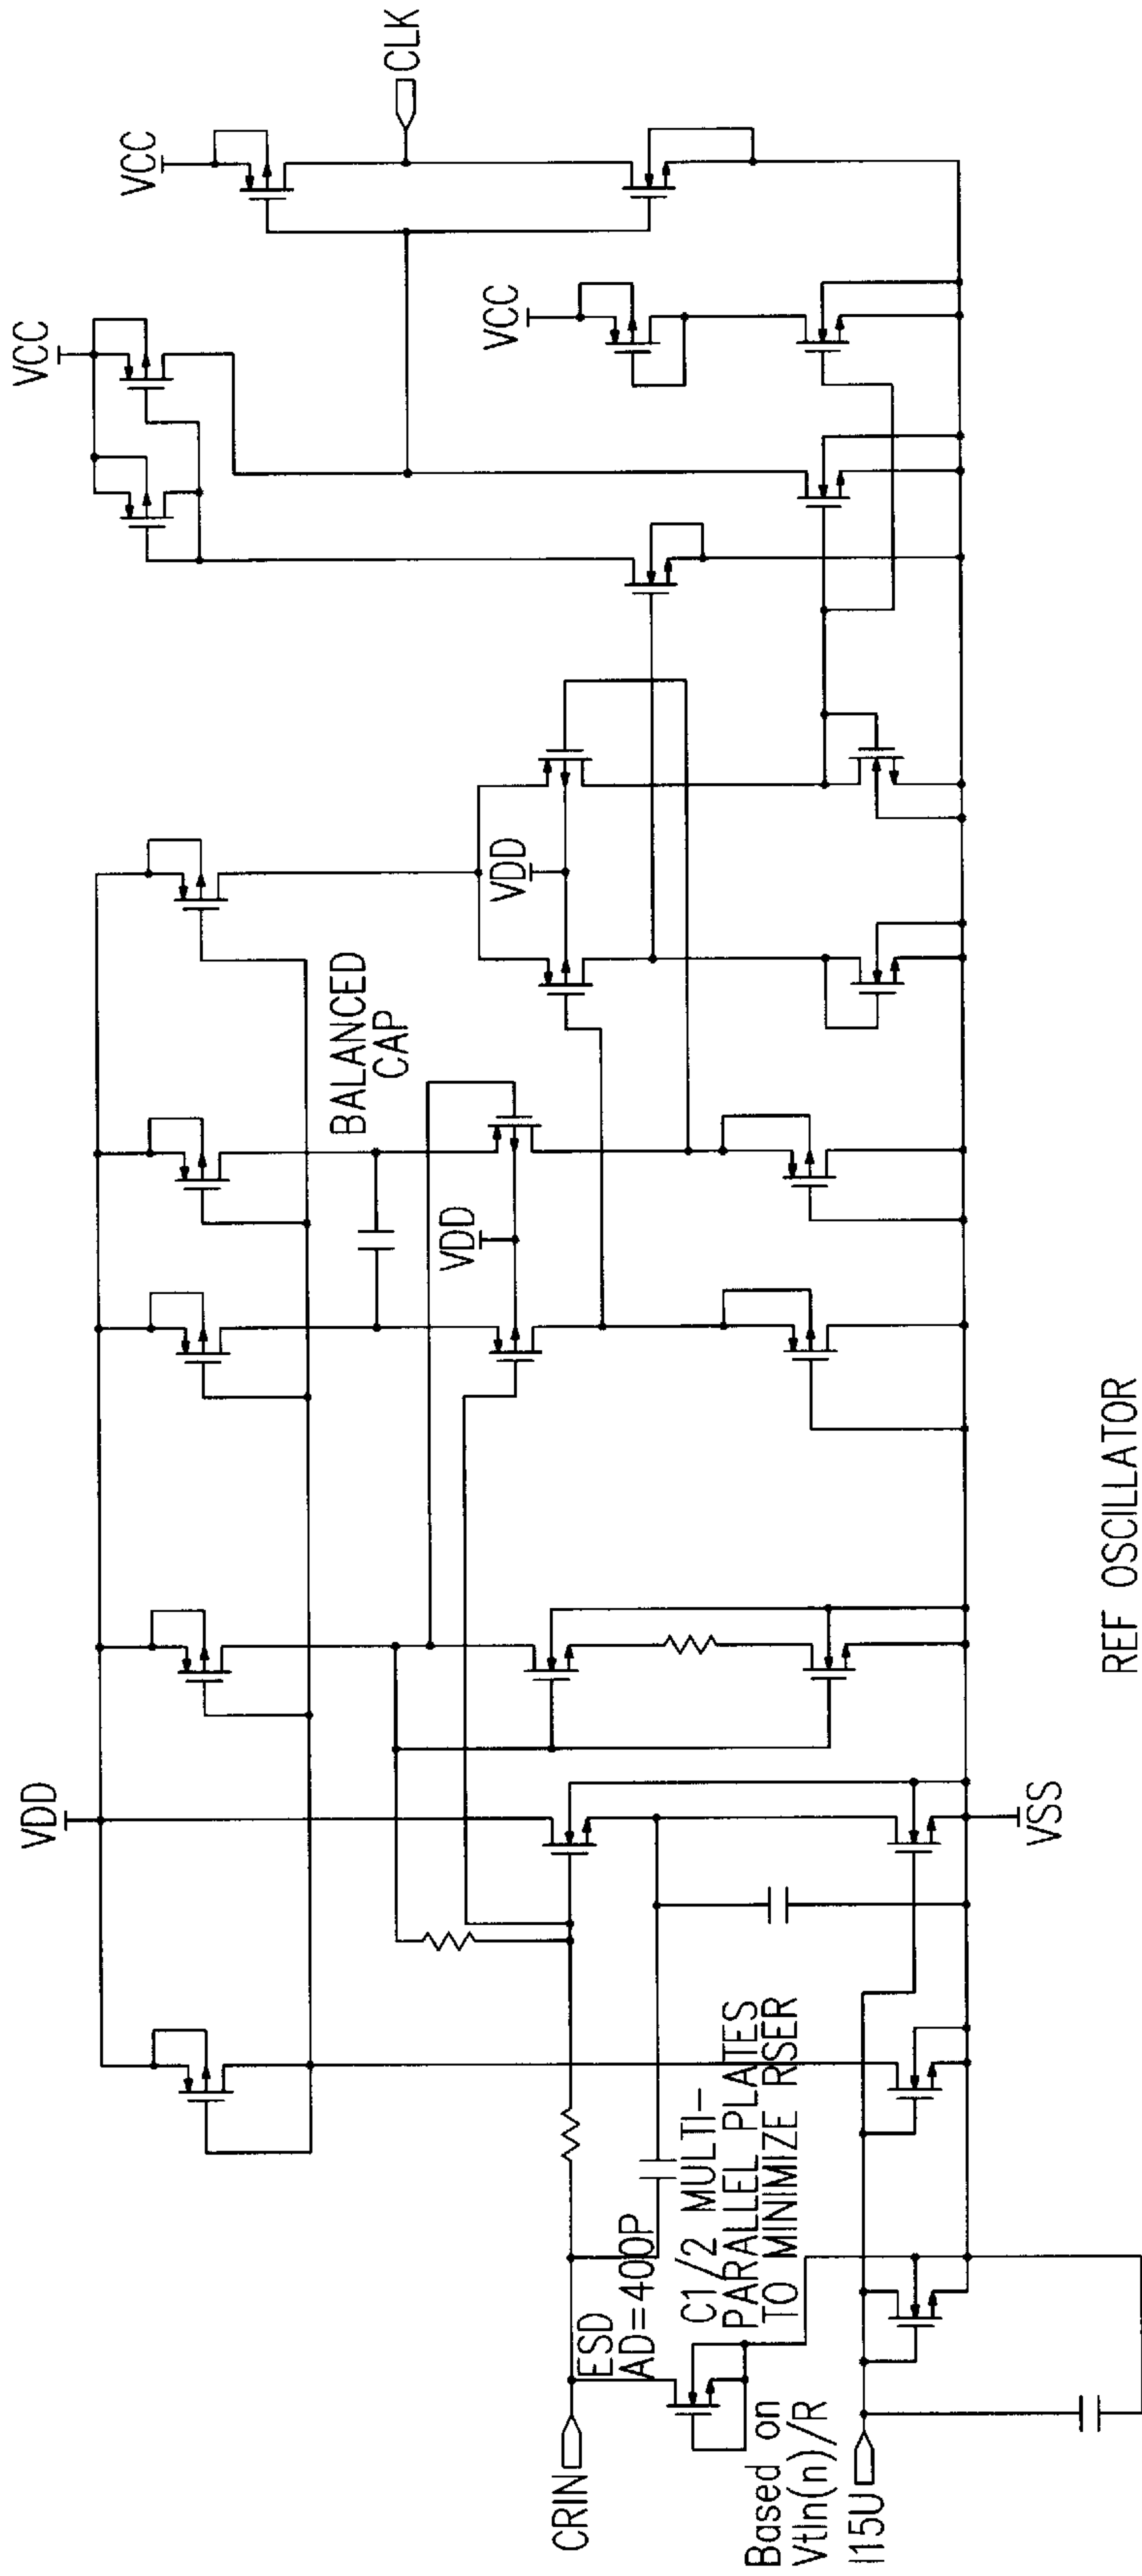 CRIN
ESD
AD=400P
C1/2 MULTI-
PARALLEL PLATES
TO MINIMIZE RSER
Based on
Vtln(n)/R
I15U
VDD
VSS
BALANCED
CAP
VDD
VDD
VCC
VCC
VCC
CLK
REF OSCILLATOR